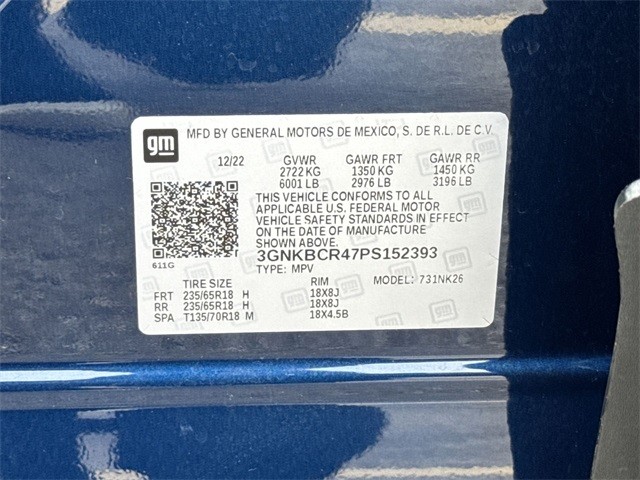 gm MFD BY GENERAL MOTORS DE MEXICO, S. DE R.L. DE C.V.
12/22 GVWR GAWR FRT GAWR RR
2722 KG 1350 KG 1450 KG
6001 LB 2976 LB 3196 LB
THIS VEHICLE CONFORMS TO ALL
APPLICABLE U.S. FEDERAL MOTOR
VEHICLE SAFETY STANDARDS IN EFFECT
ON THE DATE OF MANUFACTURE
SHOWN ABOVE.
3GNKBCR47PS152393
611G TYPE: MPV MODEL: 731NK26
TIRE SIZE RIM
FRT 235/65R18 H 18X8J
RR 235/65R18 H 18X8J
SPA T135/70R18 M 18X4.5B